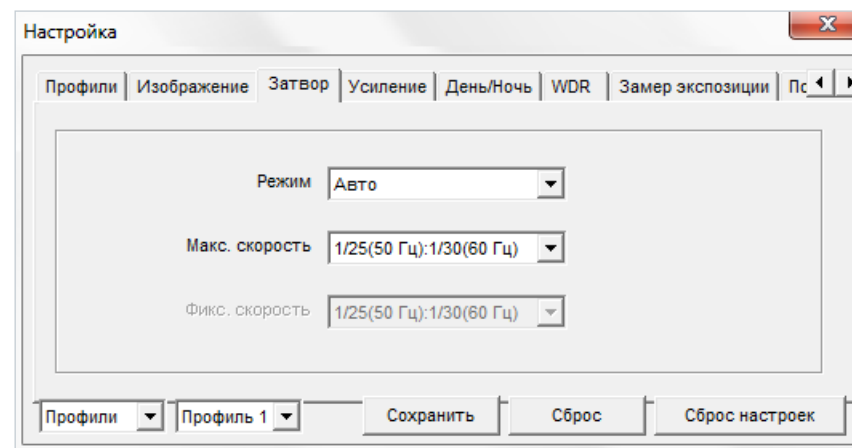 Настройка
Профили Изображение Затвор Усиление День/Ночь WDR Замер экспозиции
Режим Авто
Макс. скорость 1/25(50 Гц):1/30(60 Гц)
Фикс. скорость 1/25(50 Гц):1/30(60 Гц)
Профили Профиль 1 Сохранить Сброс Сброс настроек